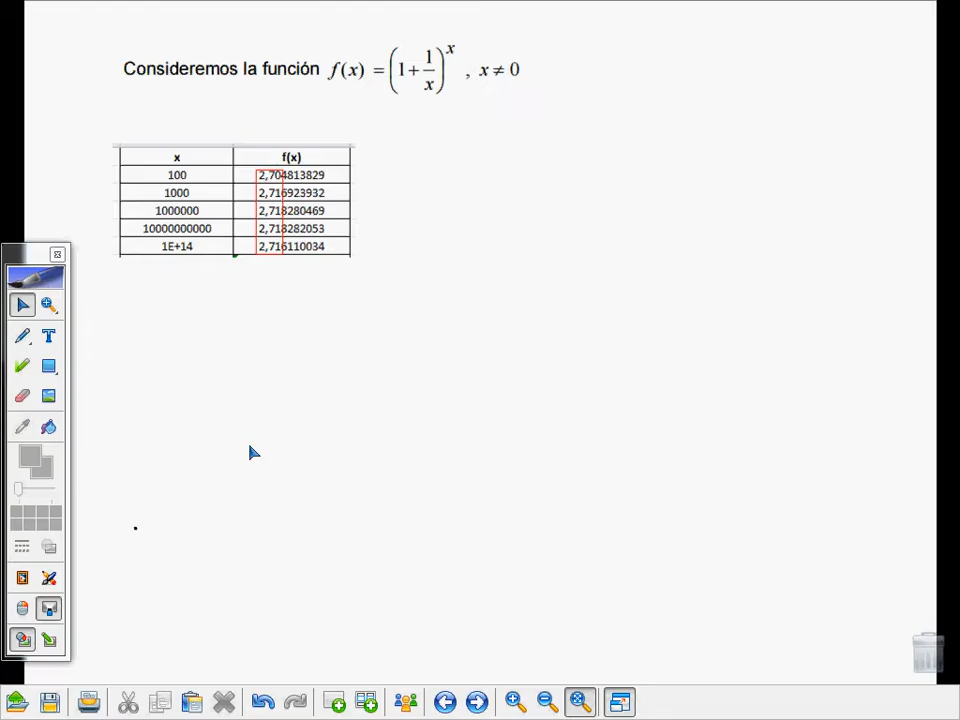 Consideremos la función f(x) = (1 + 1/x)^x , x ≠ 0
x f(x)
100 2,704813829
1000 2,716923932
1000000 2,718280469
10000000000 2,718282053
1E+14 2,716110034
T